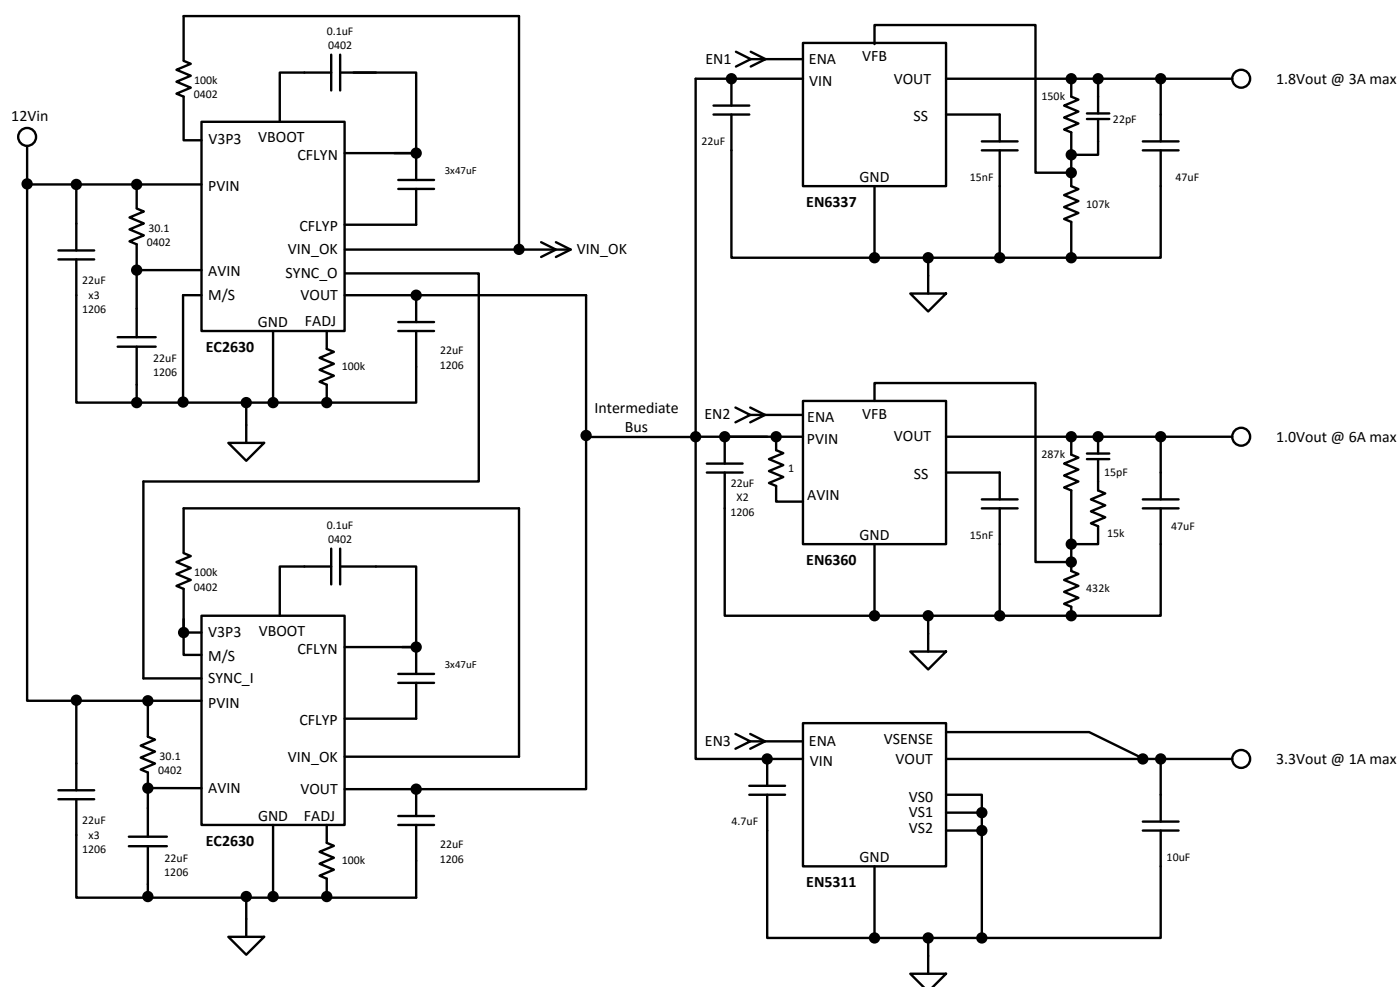 12Vin
100k
0402
0.1uF
0402
V3P3
VBOOT
CFLYN
PVIN
3x47uF
CFLYP
30.1
0402
VIN_OK
VIN_OK
AVIN
SYNC_O
22uF
x3
1206
M/S
VOUT
GND
FADJ
EC2630
22uF
1206
100k
22uF
1206
Intermediate
Bus
100k
0402
0.1uF
0402
V3P3
VBOOT
M/S
CFLYN
SYNC_I
3x47uF
PVIN
CFLYP
30.1
0402
VIN_OK
AVIN
VOUT
22uF
x3
1206
GND
FADJ
EC2630
22uF
1206
100k
22uF
1206
EN1
ENA
VFB
VIN
VOUT
1.8Vout @ 3A max
150k
22pF
SS
22uF
15nF
47uF
GND
EN6337
107k
EN2
ENA
VFB
PVIN
VOUT
1.0Vout @ 6A max
287k
15pF
1
SS
22uF
X2
1206
AVIN
47uF
15k
GND
15nF
EN6360
432k
EN3
ENA
VSENSE
VIN
VOUT
3.3Vout @ 1A max
VS0
VS1
VS2
4.7uF
GND
10uF
EN5311